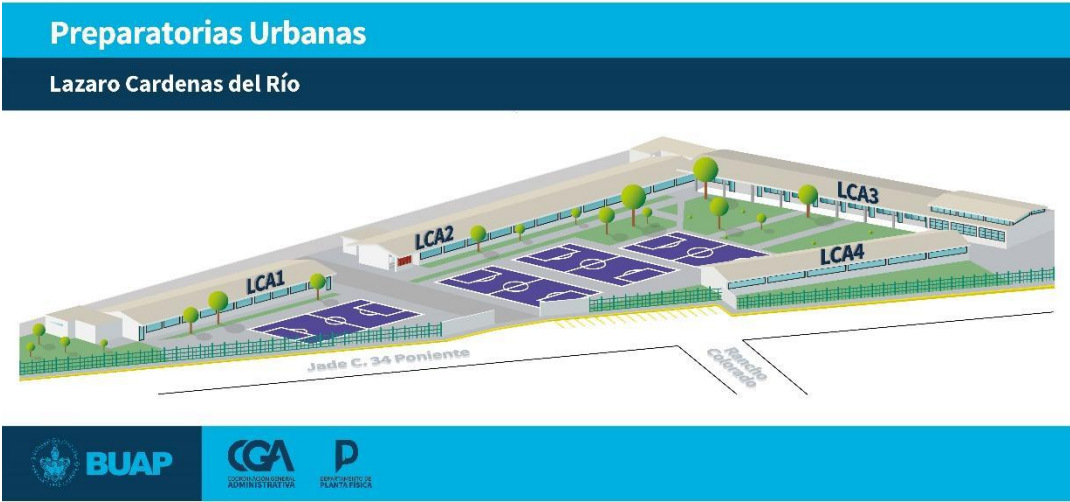 Preparatorias Urbanas
Lazaro Cardenas del Río
LCA3
LCA2
LCA4
LCA1
Jade C. 34 Poniente
Rancho
Colorado
BUAP
CGA
COORDINACIÓN GENERAL
ADMINISTRATIVA
DEPARTAMENTO DE
PLANTA FÍSICA